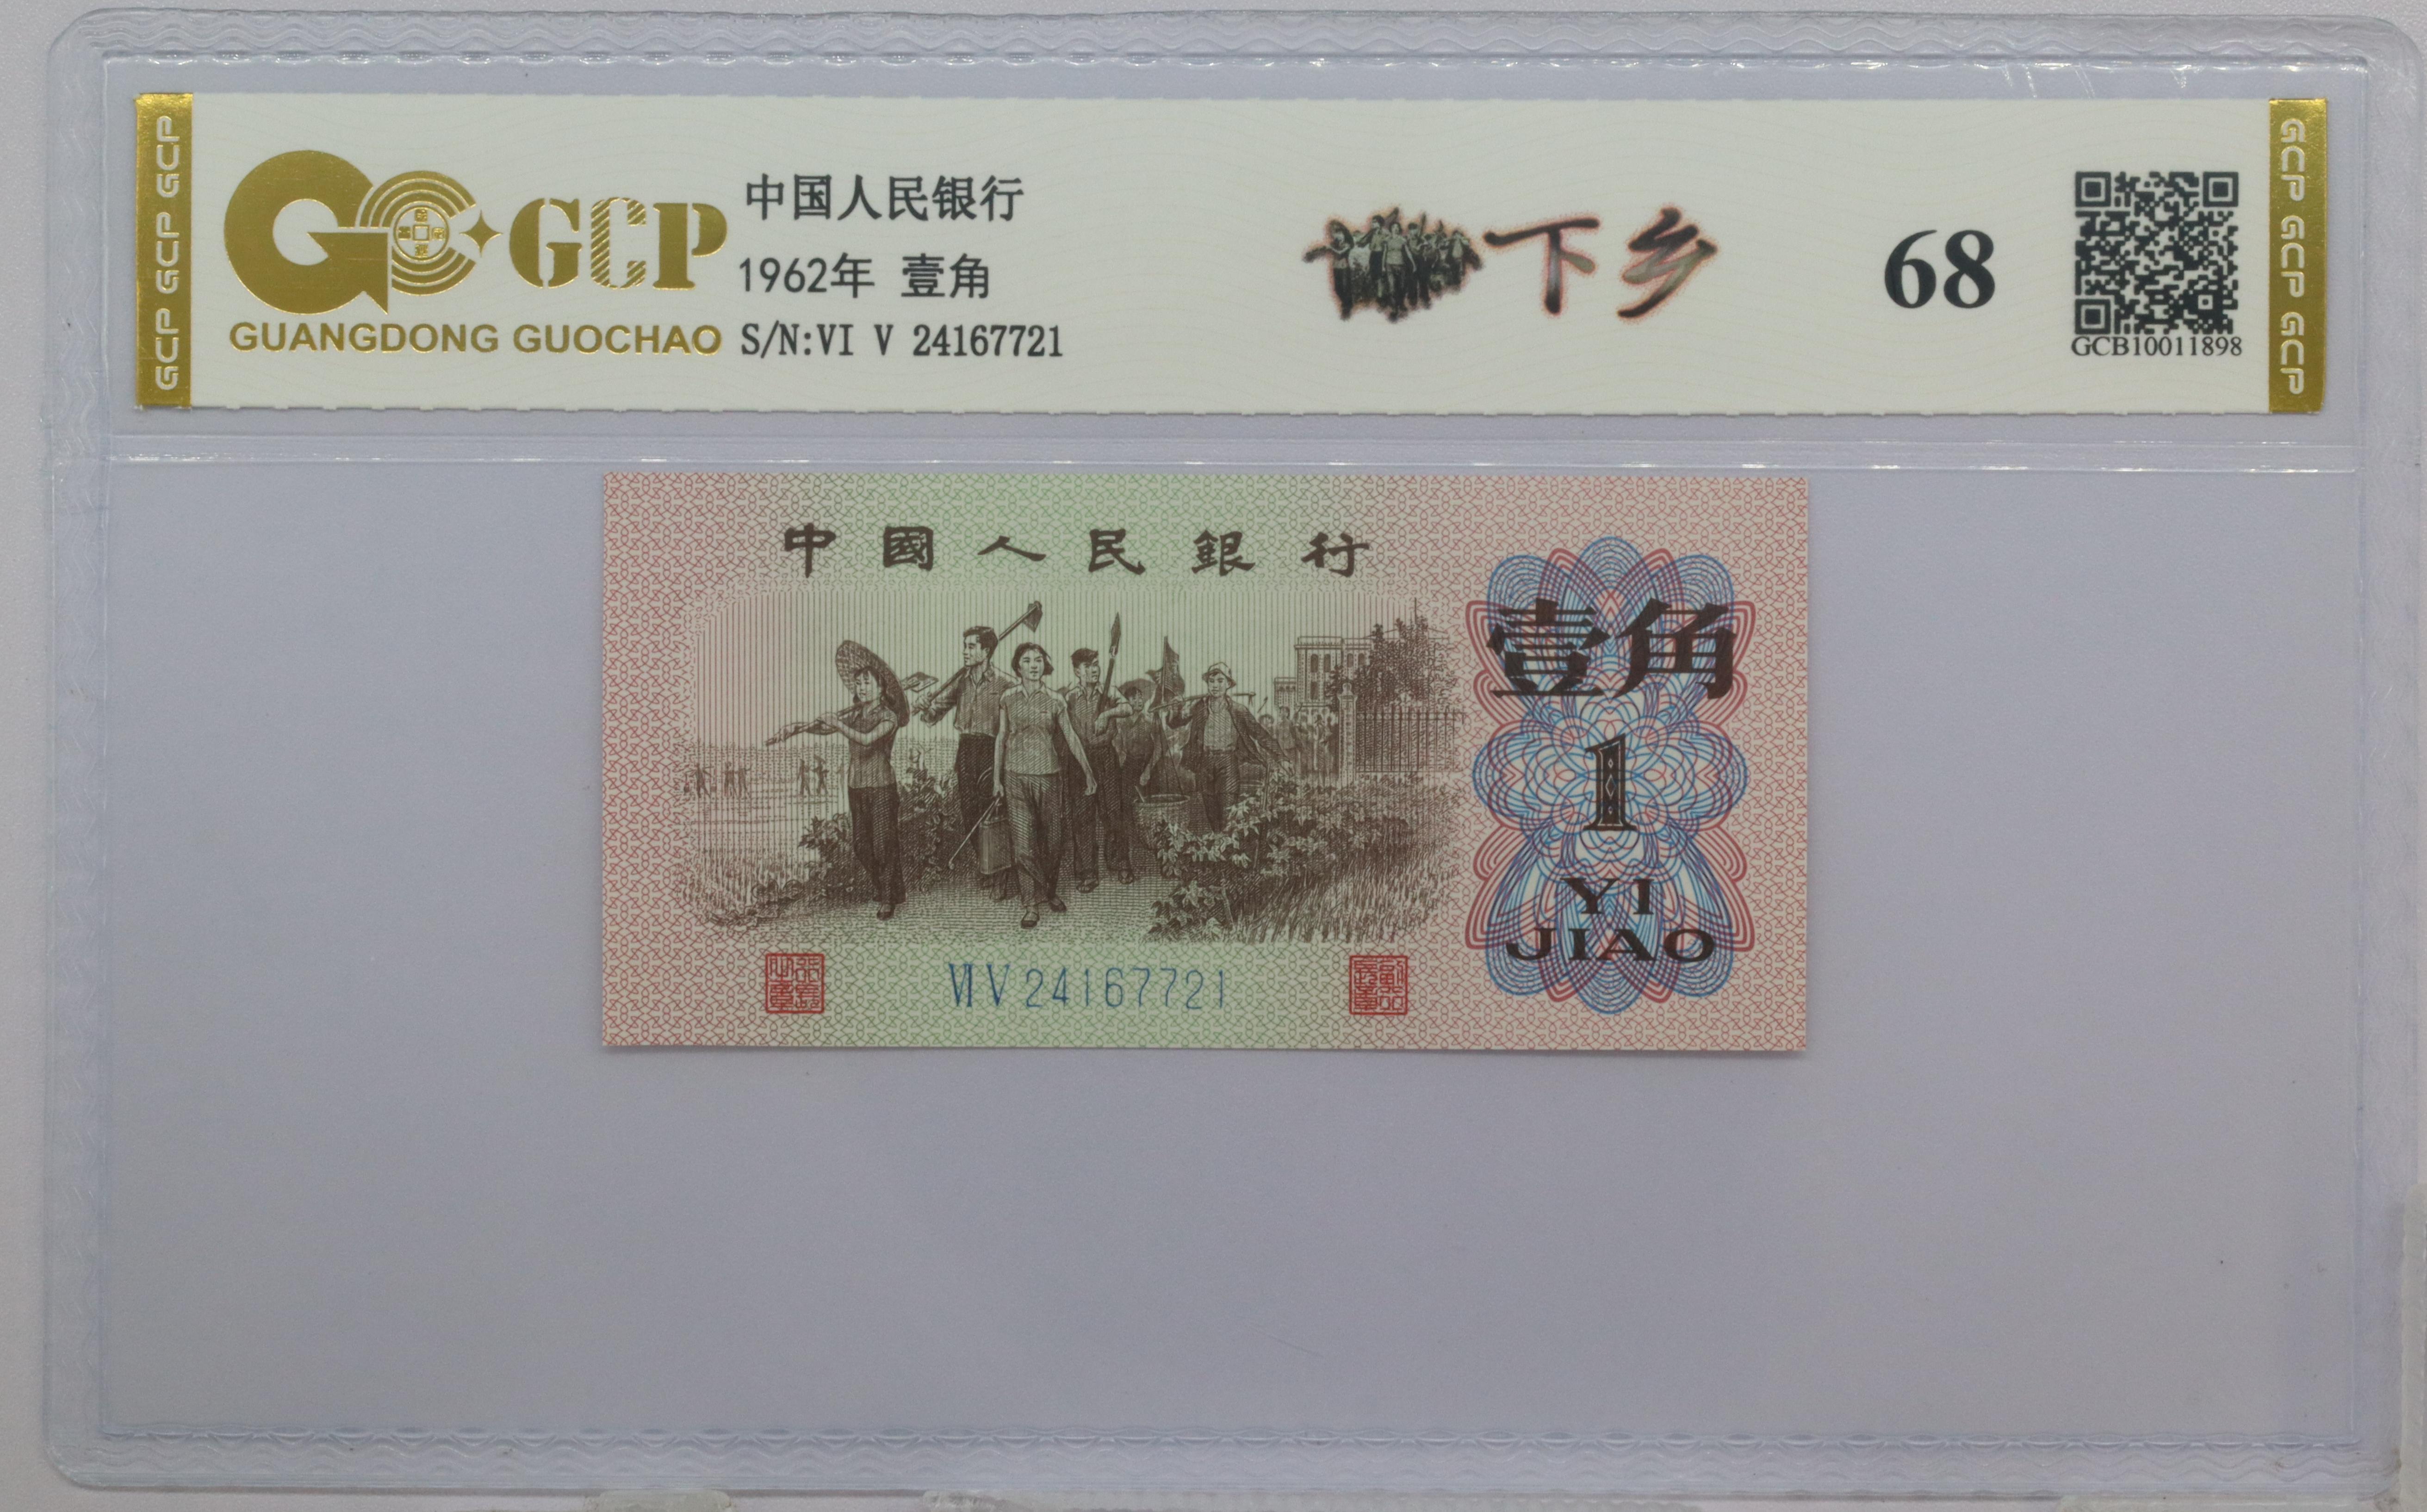 GCP GCP GCP
GCP
GUANGDONG GUOCHAO
中国人民银行
1962年 壹角
S/N:VI V 24167721
下乡
68
GCB10011898
GCP GCP GCP
中國人民銀行
壹角
1
YI
JIAO
VI V 24167721